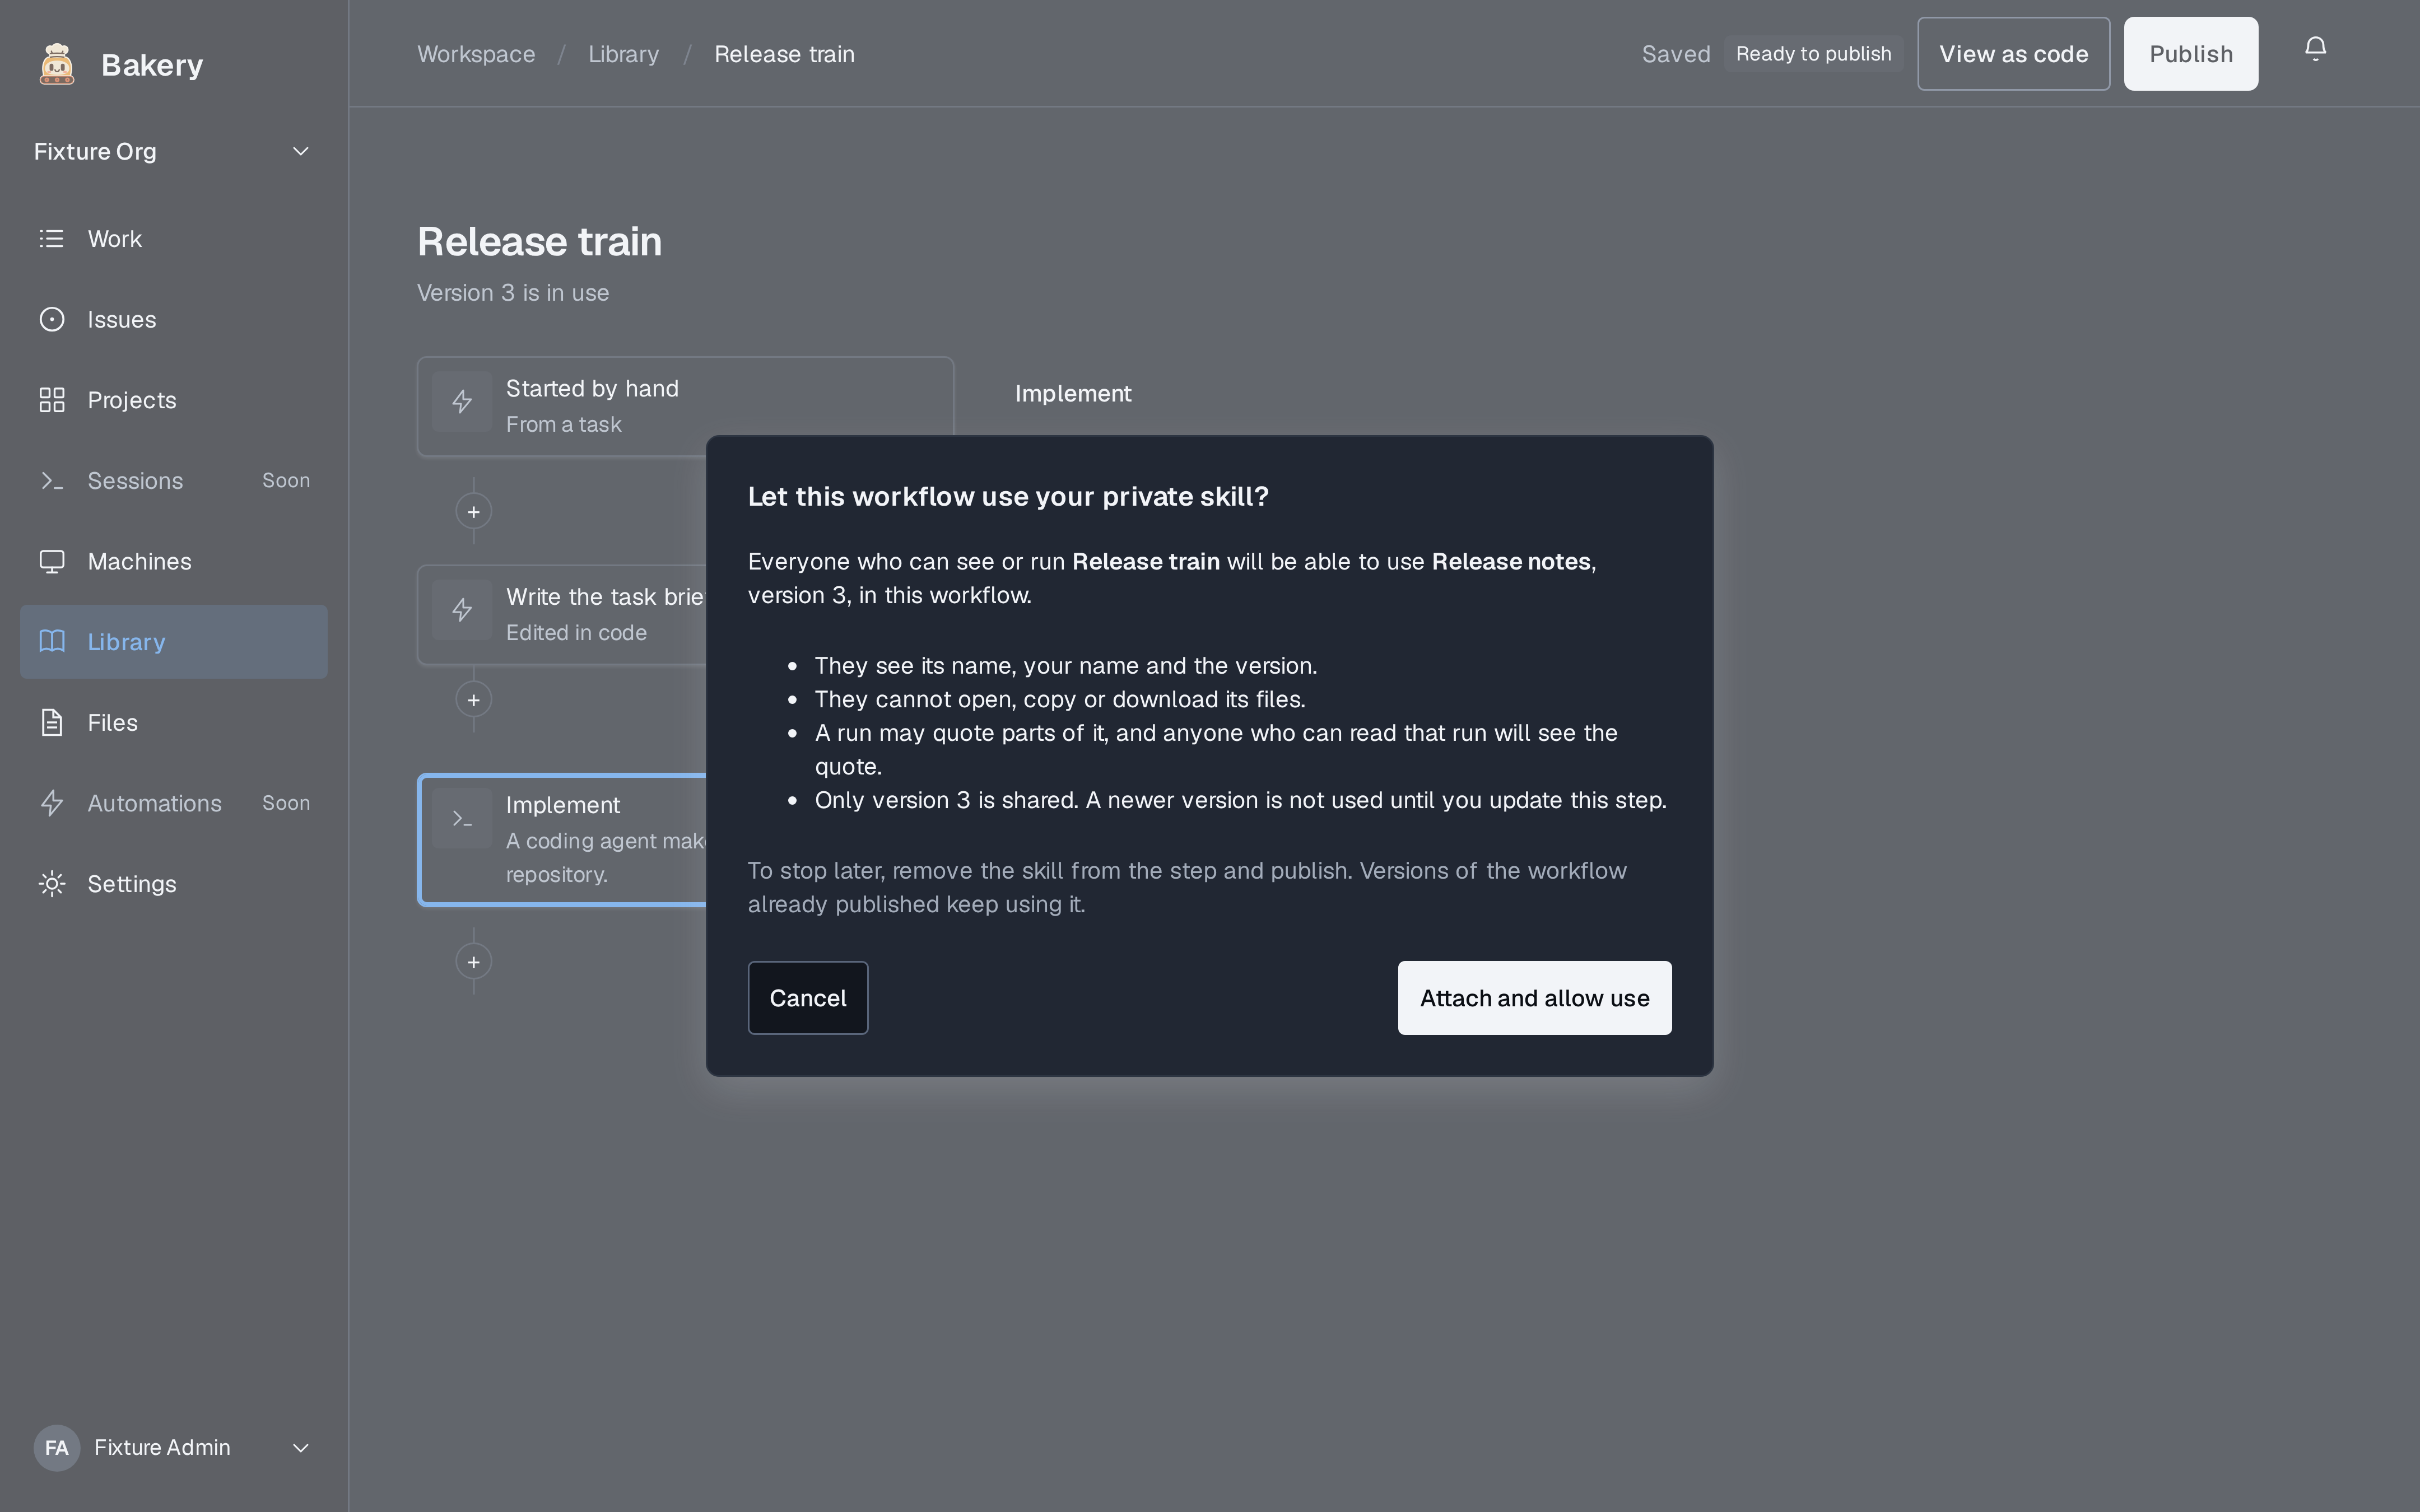 Bakery
Fixture Org
Work
Issues
Projects
Sessions Soon
Machines
Library
Files
Automations Soon
Settings
FA Fixture Admin
Workspace / Library / Release train
Saved Ready to publish View as code Publish
Release train
Version 3 is in use
Started by hand
From a task
Write the task brie
Edited in code
Implement
A coding agent mak
repository.
Implement
Let this workflow use your private skill?
Everyone who can see or run Release train will be able to use Release notes,
version 3, in this workflow.
• They see its name, your name and the version.
• They cannot open, copy or download its files.
• A run may quote parts of it, and anyone who can read that run will see the
quote.
• Only version 3 is shared. A newer version is not used until you update this step.
To stop later, remove the skill from the step and publish. Versions of the workflow
already published keep using it.
Cancel Attach and allow use